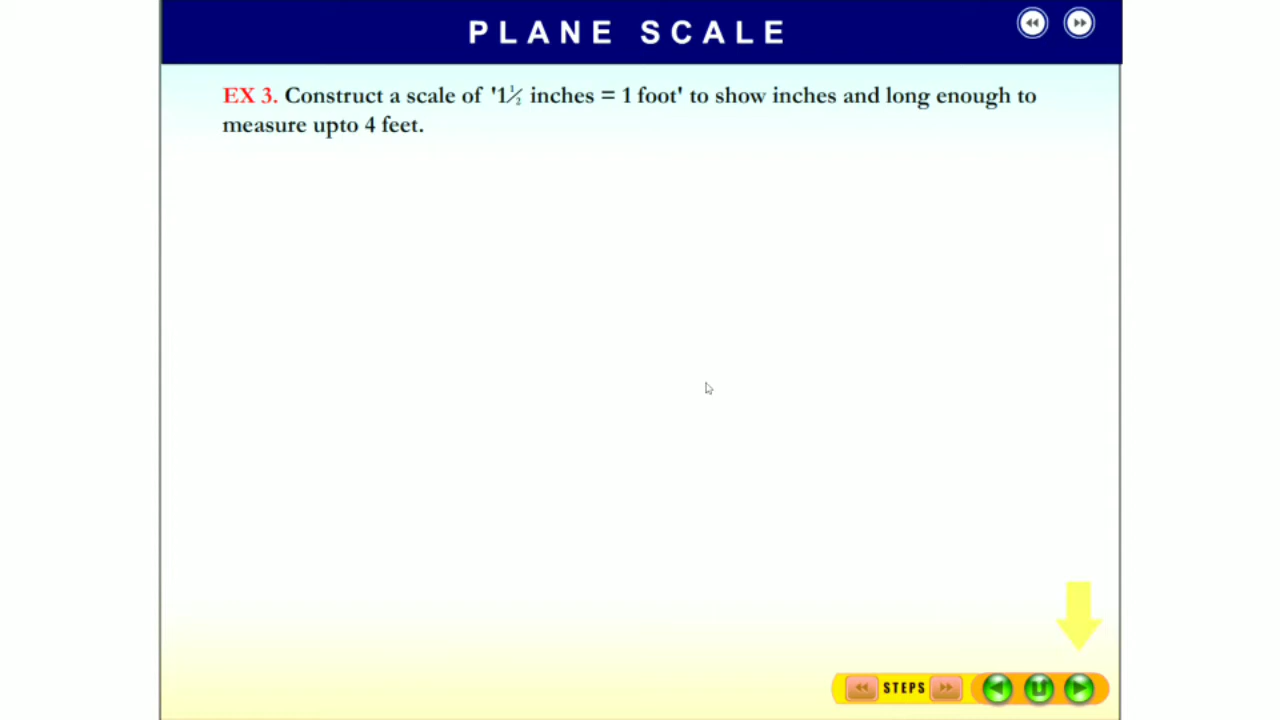 PLANE SCALE
EX 3. Construct a scale of '1½ inches = 1 foot' to show inches and long enough to
measure upto 4 feet.
STEPS